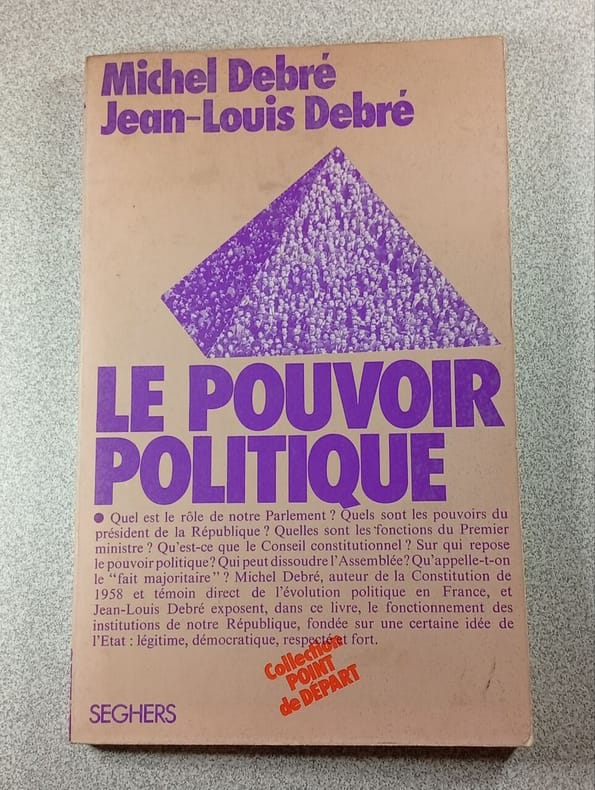 Michel Debré
Jean-Louis Debré
LE POUVOIR
POLITIQUE
● Quel est le rôle de notre Parlement ? Quels sont les pouvoirs du
président de la République ? Quelles sont les fonctions du Premier
ministre ? Qu'est-ce que le Conseil constitutionnel ? Sur qui repose
le pouvoir politique ? Qui peut dissoudre l'Assemblée ? Qu'appelle-t-on
le "fait majoritaire" ? Michel Debré, auteur de la Constitution de
1958 et témoin direct de l'évolution politique en France, et
Jean-Louis Debré exposent, dans ce livre, le fonctionnement des
institutions de notre République, fondée sur une certaine idée de
l'Etat : légitime, démocratique, respecté et fort.
Collection
POINT
de DÉPART
SEGHERS